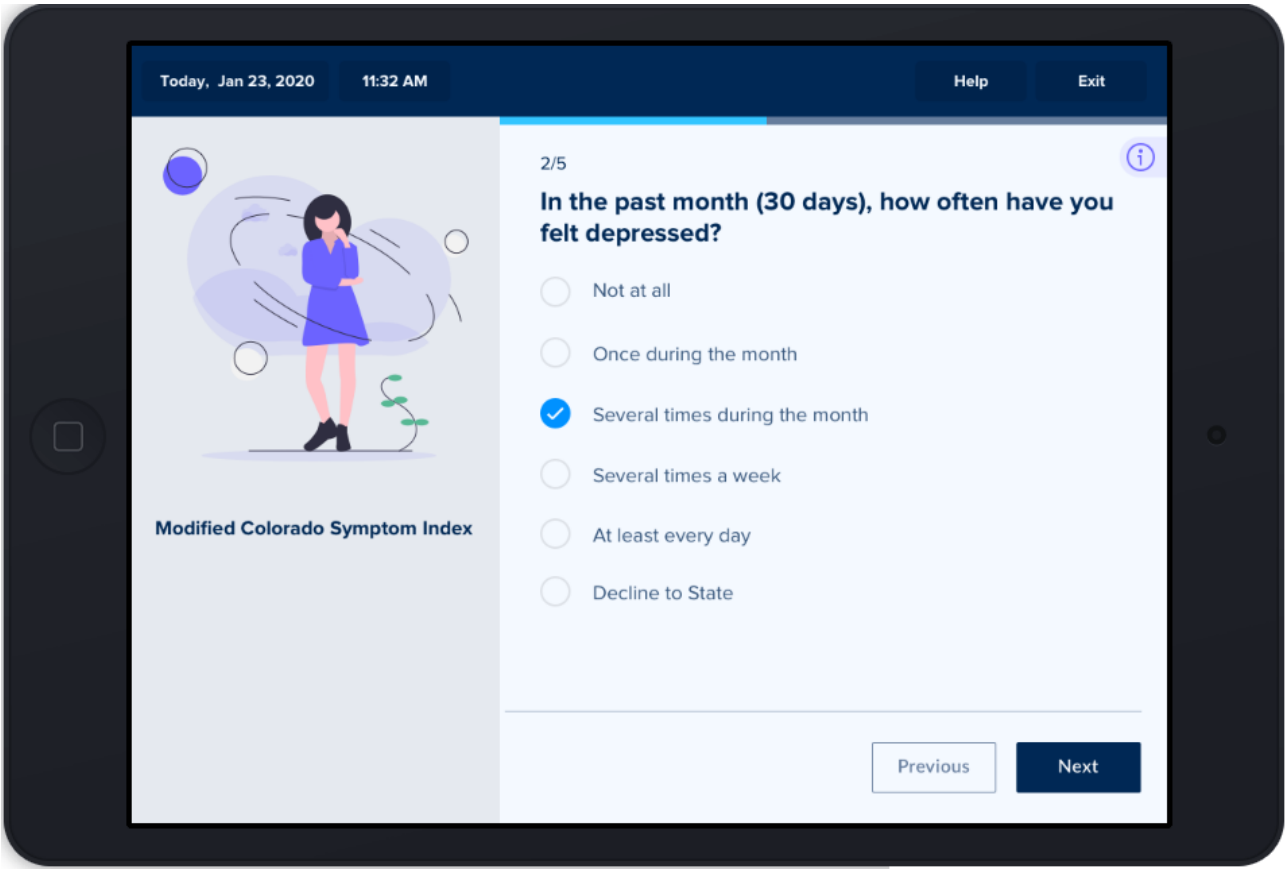 Today, Jan 23, 2020
11:32 AM
Help
Exit
Modified Colorado Symptom Index
2/5
In the past month (30 days), how often have you
felt depressed?
Not at all
Once during the month
Several times during the month
Several times a week
At least every day
Decline to State
Previous
Next